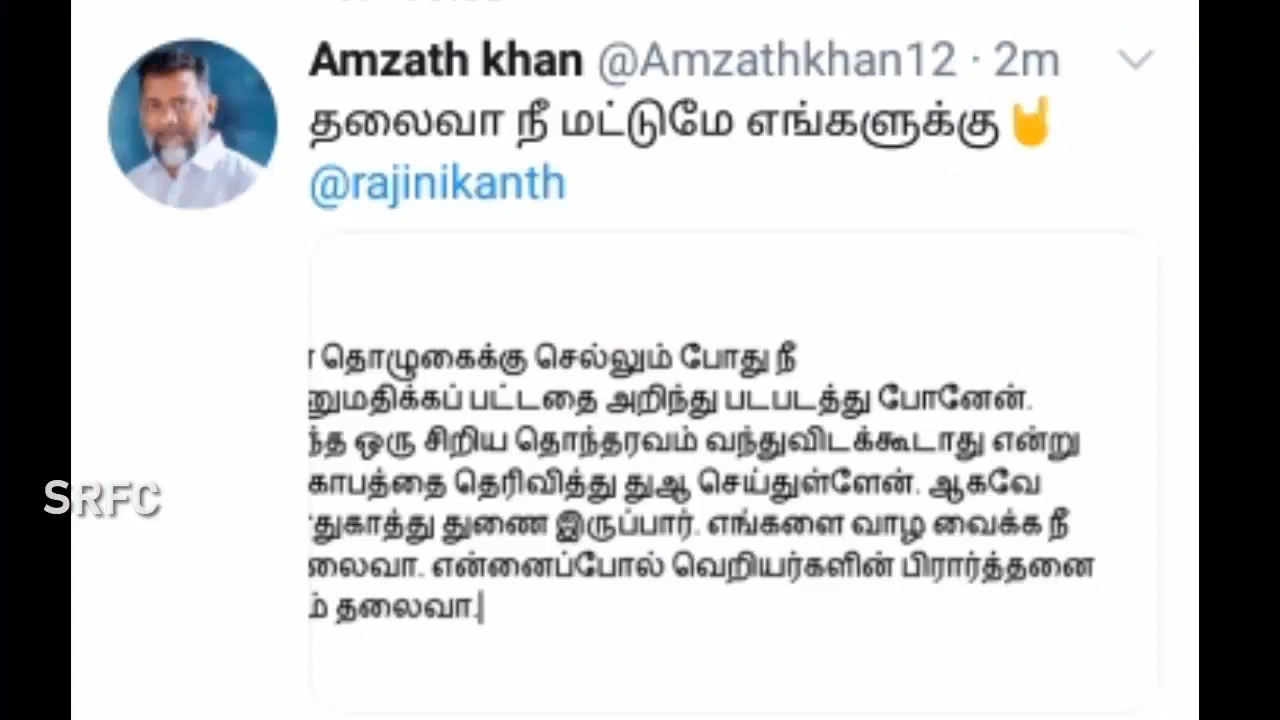 Amzath khan @Amzathkhan12 · 2m
தலைவா நீ மட்டுமே எங்களுக்கு🤘
@rajinikanth
தொழுகைக்கு செல்லும் போது நீ
னுமதிக்கப் பட்டதை அறிந்து படபடத்து போனேன்.
ந்த ஒரு சிறிய தொந்தரவம் வந்துவிடக்கூடாது என்று
காபத்தை தெரிவித்து துஆ செய்துள்ளேன். ஆகவே
துகாத்து துணை இருப்பார். எங்களை வாழ வைக்க நீ
லைவா. என்னைப்போல் வெறியர்களின் பிரார்த்தனை
ம் தலைவா.
SRFC